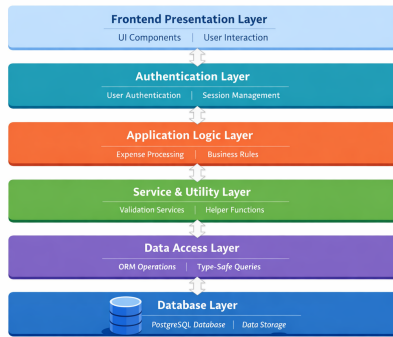 Frontend Presentation Layer
UI Components | User Interaction
Authentication Layer
User Authentication | Session Management
Application Logic Layer
Expense Processing | Business Rules
Service & Utility Layer
Validation Services | Helper Functions
Data Access Layer
ORM Operations | Type-Safe Queries
Database Layer
PostgreSQL Database | Data Storage